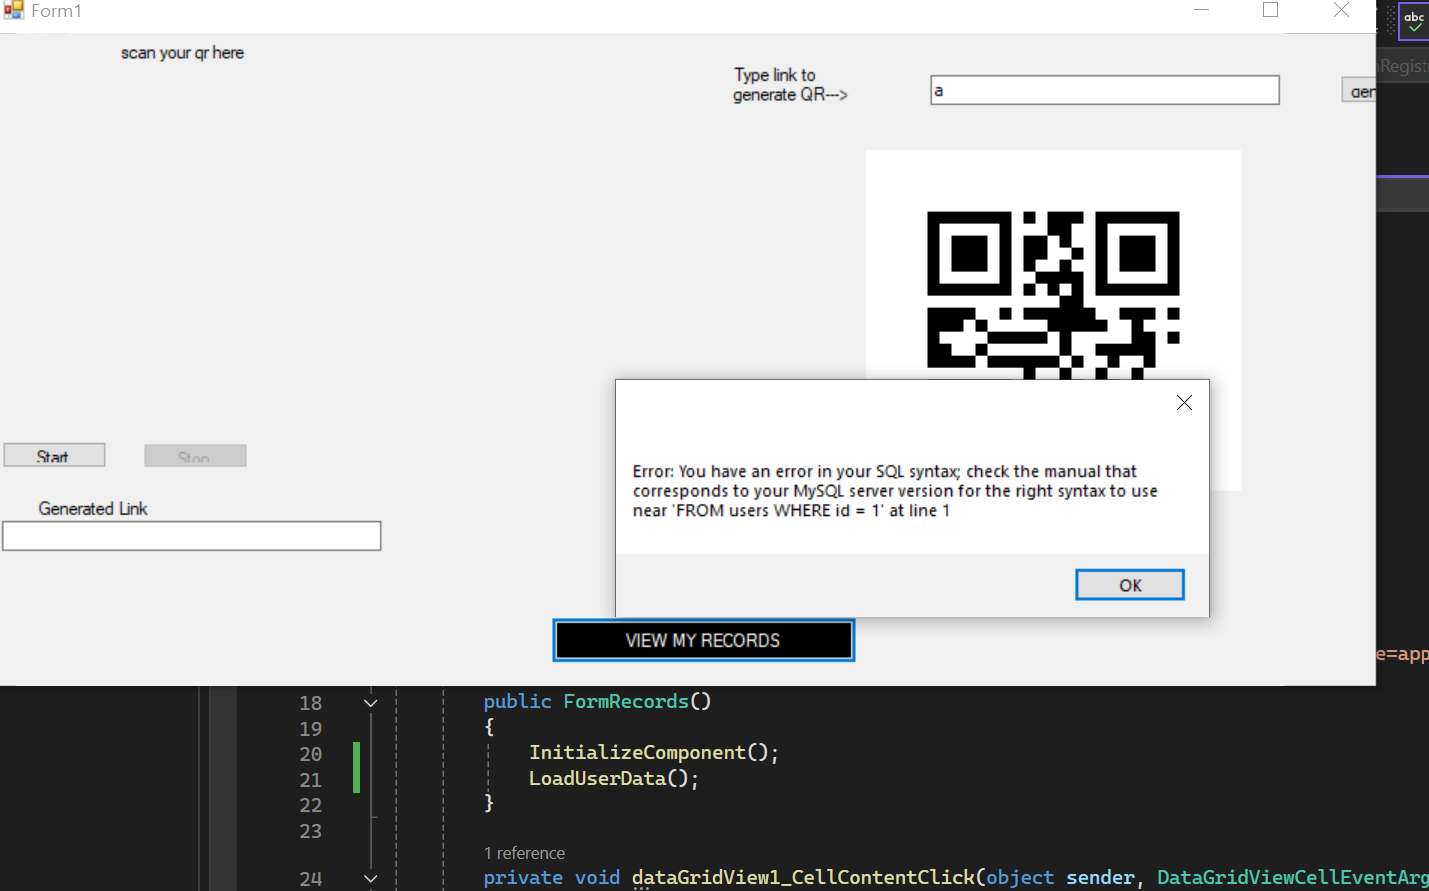 Form1
abc
scan your qr here
Type link to
generate QR--->
a
gen
nRegist
Start
Stop
Generated Link
Error: You have an error in your SQL syntax; check the manual that
corresponds to your MySQL server version for the right syntax to use
near 'FROM users WHERE id = 1' at line 1
OK
VIEW MY RECORDS
e=app
18 public FormRecords()
19 {
20 InitializeComponent();
21 LoadUserData();
22 }
23
1 reference
24 private void dataGridView1_CellContentClick(object sender, DataGridViewCellEventArg